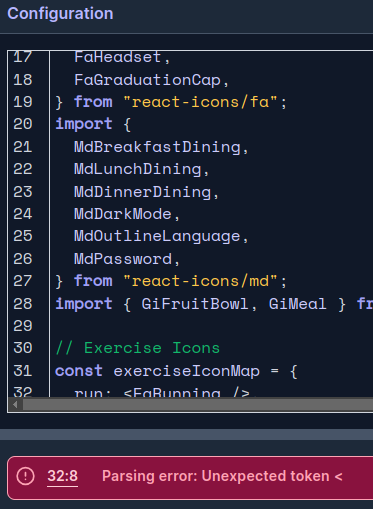 Configuration
17 FaHeadset,
18 FaGraduationCap,
19 } from "react-icons/fa";
20 import {
21 MdBreakfastDining,
22 MdLunchDining,
23 MdDinnerDining,
24 MdDarkMode,
25 MdOutlineLanguage,
26 MdPassword,
27 } from "react-icons/md";
28 import { GiFruitBowl, GiMeal } fr
29
30 // Exercise Icons
31 const exerciseIconMap = {
32 run: <FaRunning />
32:8 Parsing error: Unexpected token <